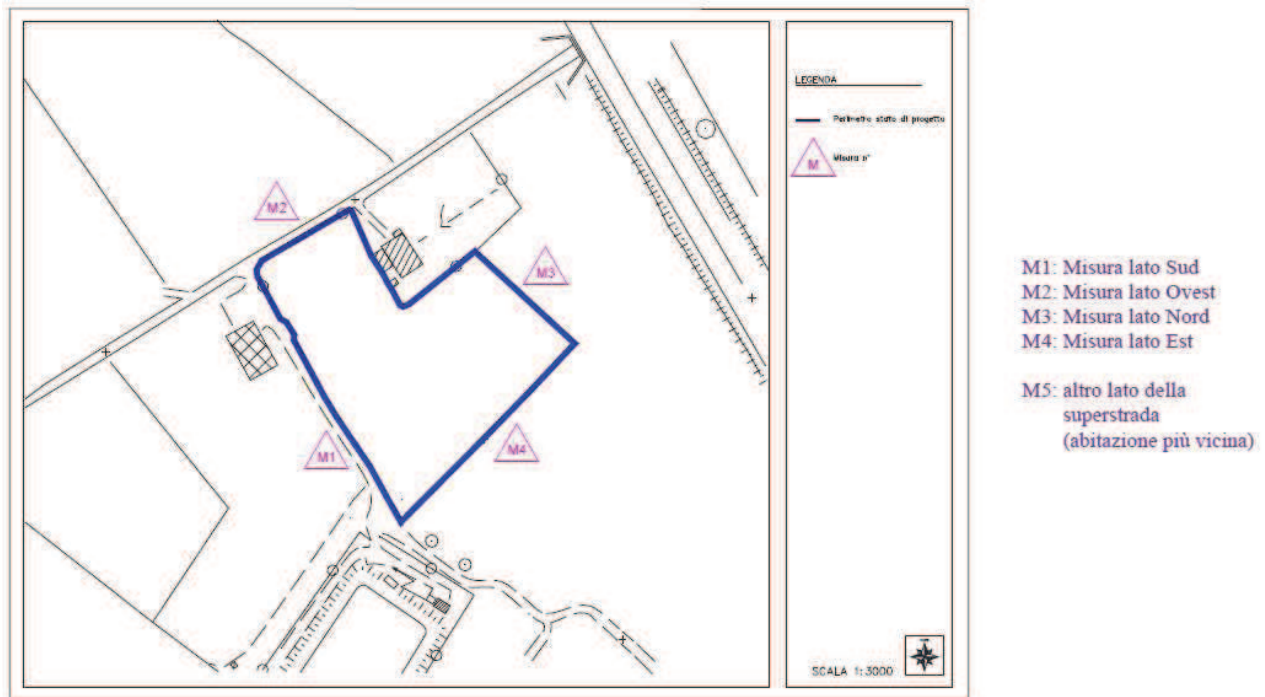 M2
M3
M1
M4
LEGENDA
Perimetro stato di progetto
M
Misura n°
SCALA 1:3000
M1: Misura lato Sud
M2: Misura lato Ovest
M3: Misura lato Nord
M4: Misura lato Est
M5: altro lato della
superstrada
(abitazione più vicina)